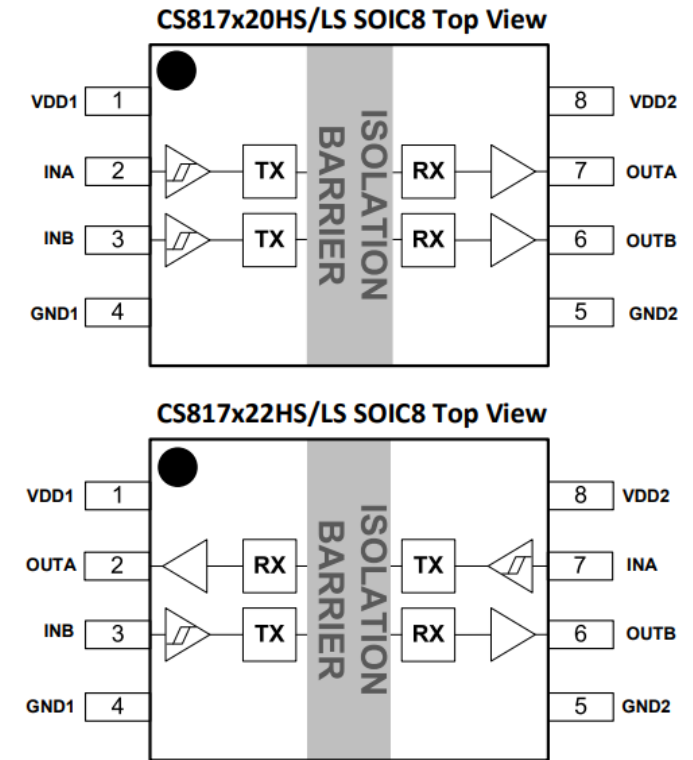 CS817x20HS/LS SOIC8 Top View
VDD1 1 8 VDD2
INA 2 TX RX 7 OUTA
INB 3 TX RX 6 OUTB
GND1 4 5 GND2
ISOLATION
BARRIER
CS817x22HS/LS SOIC8 Top View
VDD1 1 8 VDD2
OUTA 2 RX TX 7 INA
INB 3 TX RX 6 OUTB
GND1 4 5 GND2
ISOLATION
BARRIER